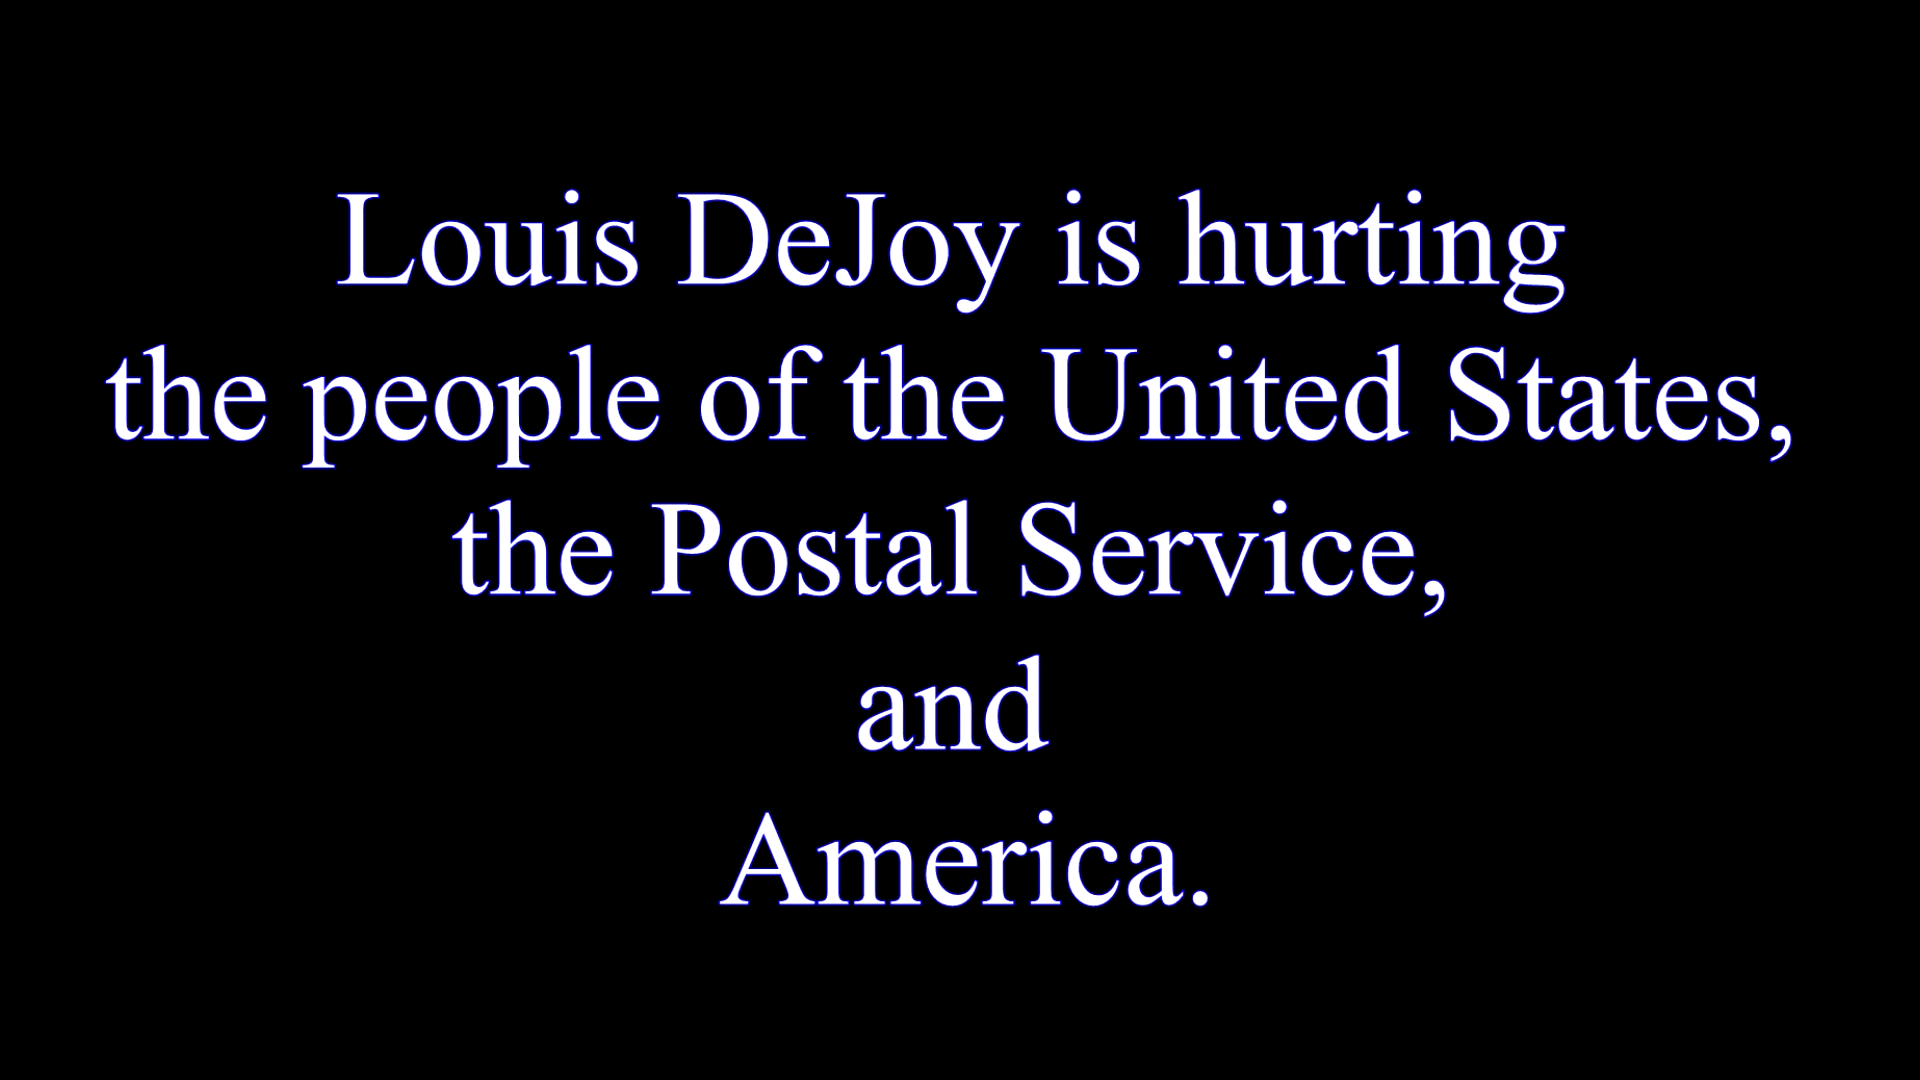 Louis DeJoy is hurting
the people of the United States,
the Postal Service,
and
America.